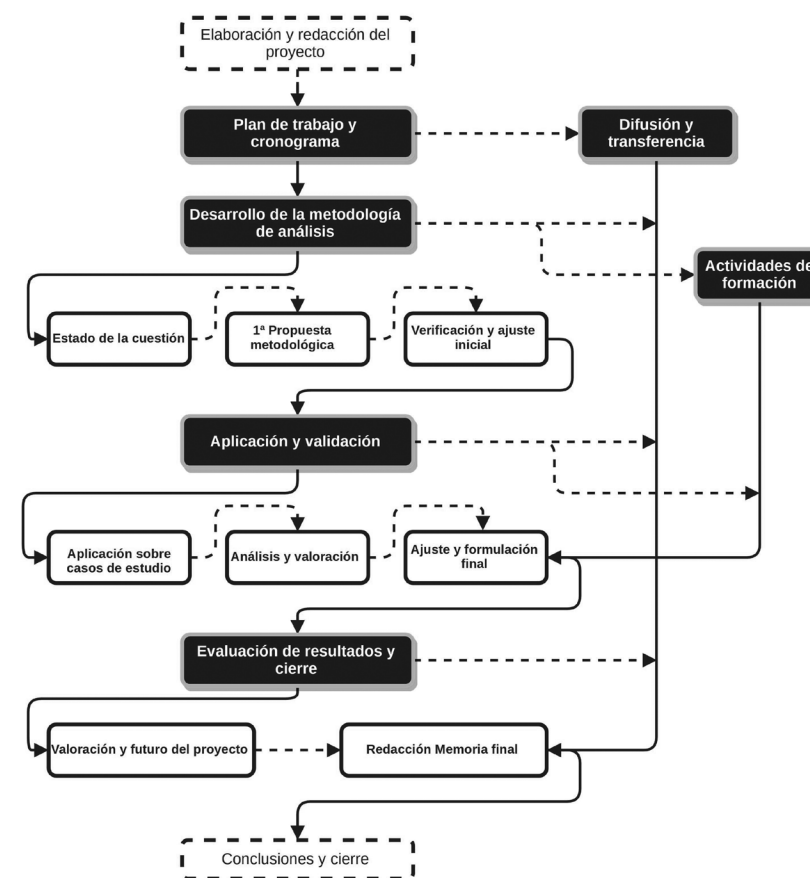 Elaboración y redacción del
proyecto
Plan de trabajo y
cronograma
Difusión y
transferencia
Desarrollo de la metodología
de análisis
Actividades de
formación
Estado de la cuestión
1ª Propuesta
metodológica
Verificación y ajuste
inicial
Aplicación y validación
Aplicación sobre
casos de estudio
Análisis y valoración
Ajuste y formulación
final
Evaluación de resultados y
cierre
Valoración y futuro del proyecto
Redacción Memoria final
Conclusiones y cierre